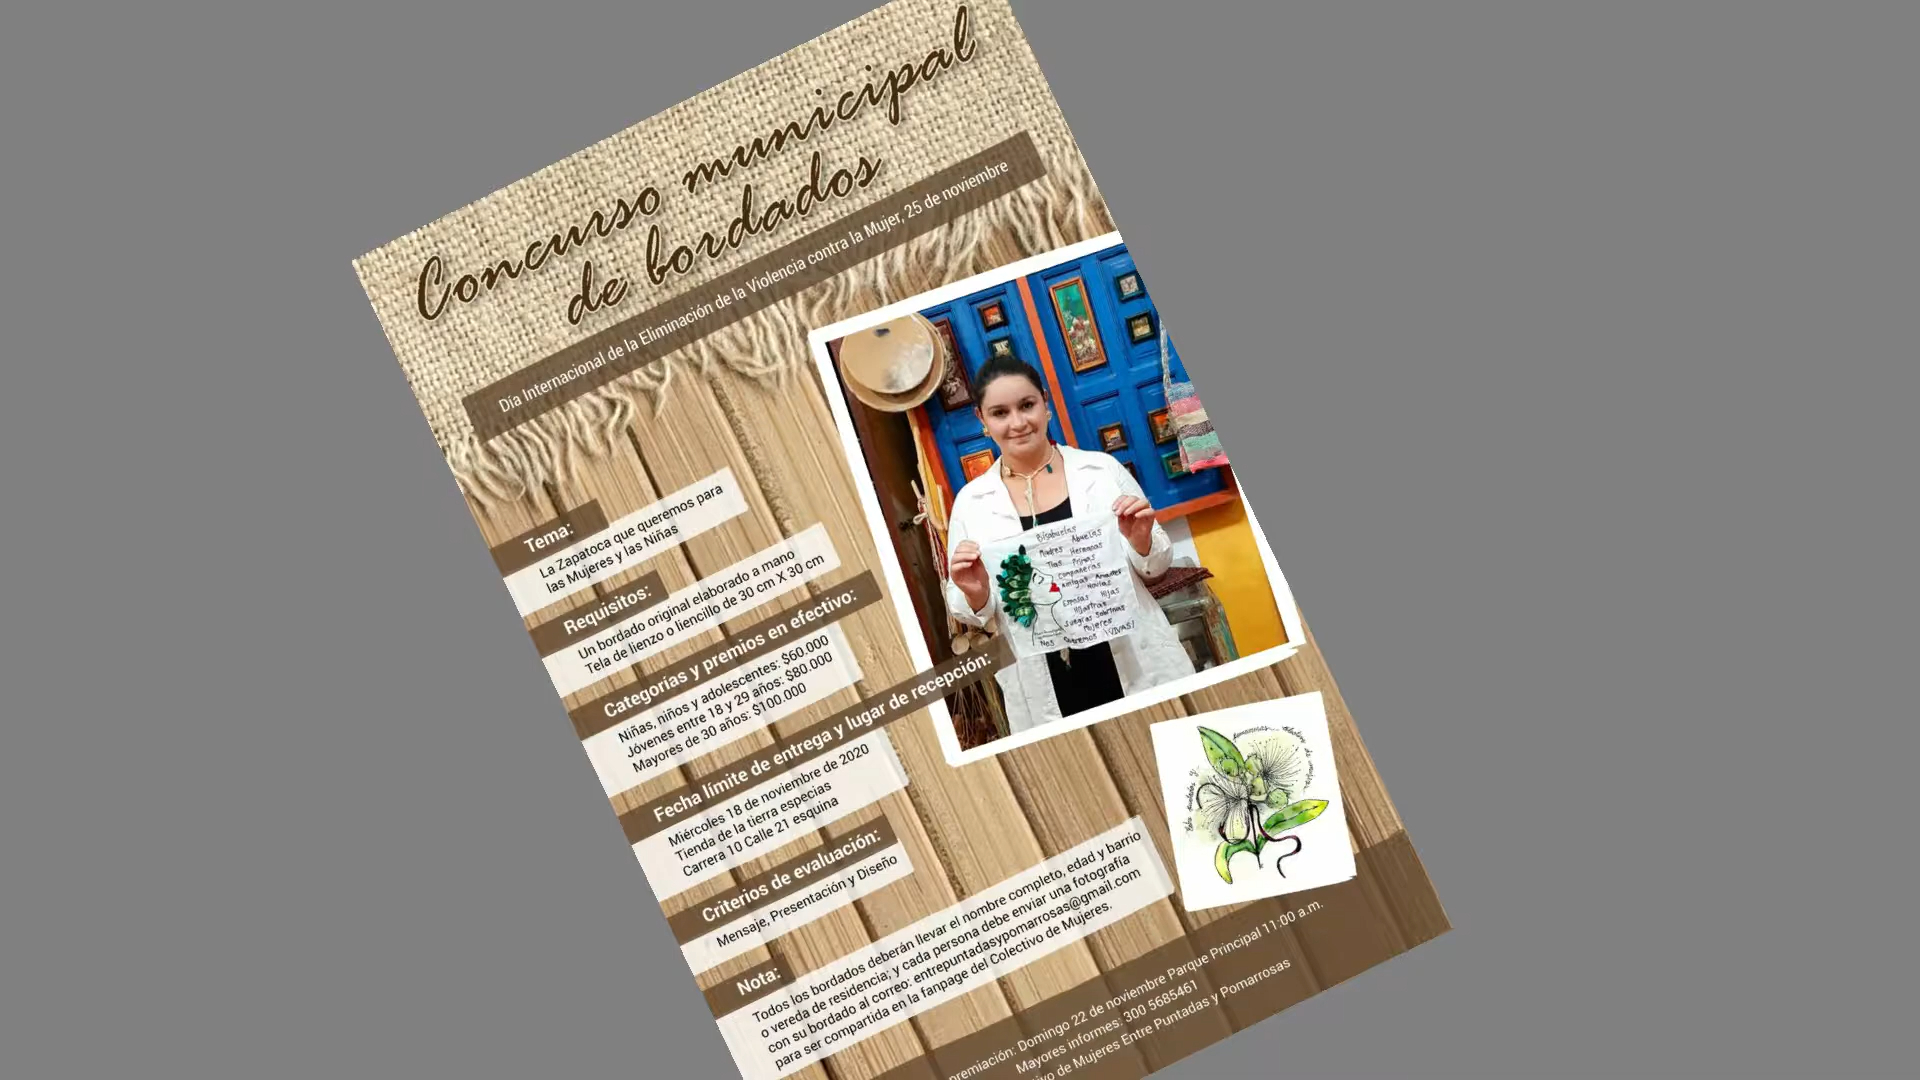 Concurso municipal
de bordados
Día Internacional de la Eliminación de la Violencia contra la Mujer, 25 de noviembre
Tema:
La Zapatoca que queremos para
las Mujeres y las Niñas
Requisitos:
Un bordado original elaborado a mano
Tela de lienzo o liencillo de 30 cm X 30 cm
Categorías y premios en efectivo:
Niñas, niños y adolescentes: $60.000
Jóvenes entre 18 y 29 años: $80.000
Mayores de 30 años: $100.000
Fecha límite de entrega y lugar de recepción:
Miércoles 18 de noviembre de 2020
Tienda de la tierra especias
Carrera 10 Calle 21 esquina
Criterios de evaluación:
Mensaje, Presentación y Diseño
Nota:
Todos los bordados deberán llevar el nombre completo, edad y barrio
o vereda de residencia; y cada persona debe enviar una fotografía
con su bordado al correo: entrepuntadasypomarrosas@gmail.com
para ser compartida en la fanpage del Colectivo de Mujeres.
Bisabuelas
Madres Abuelas
Tías Hermanas
Primas
Compañeras
Amigas Amantes
Novias
Esposas Hijas
Hijastras
Suegras Sobrinas
Mujeres
Nos Queremos ¡VIVAS!
premiación: Domingo 22 de noviembre Parque Principal 11:00 a.m.
Mayores informes: 300 5685461
de Mujeres Entre Puntadas y Pomarrosas